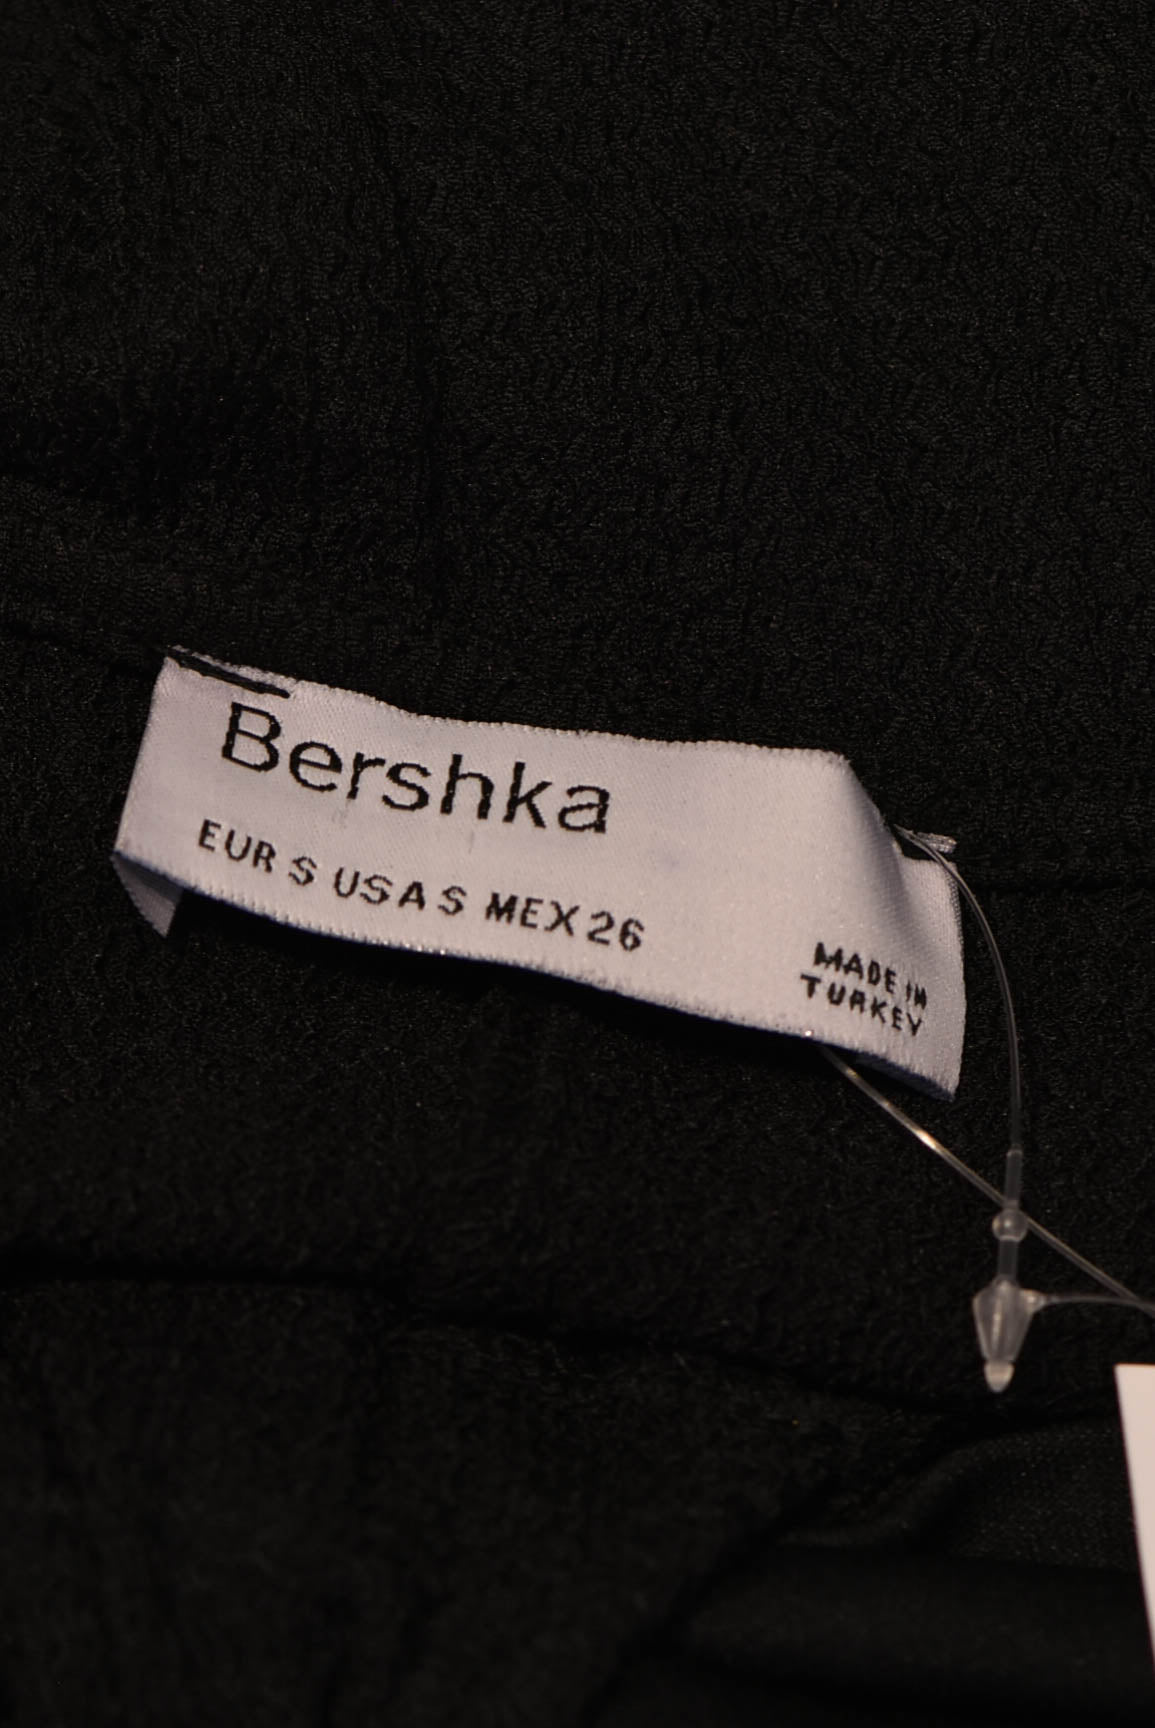 Bershka
EUR S USA S MEX 26
MADE IN
TURKEY